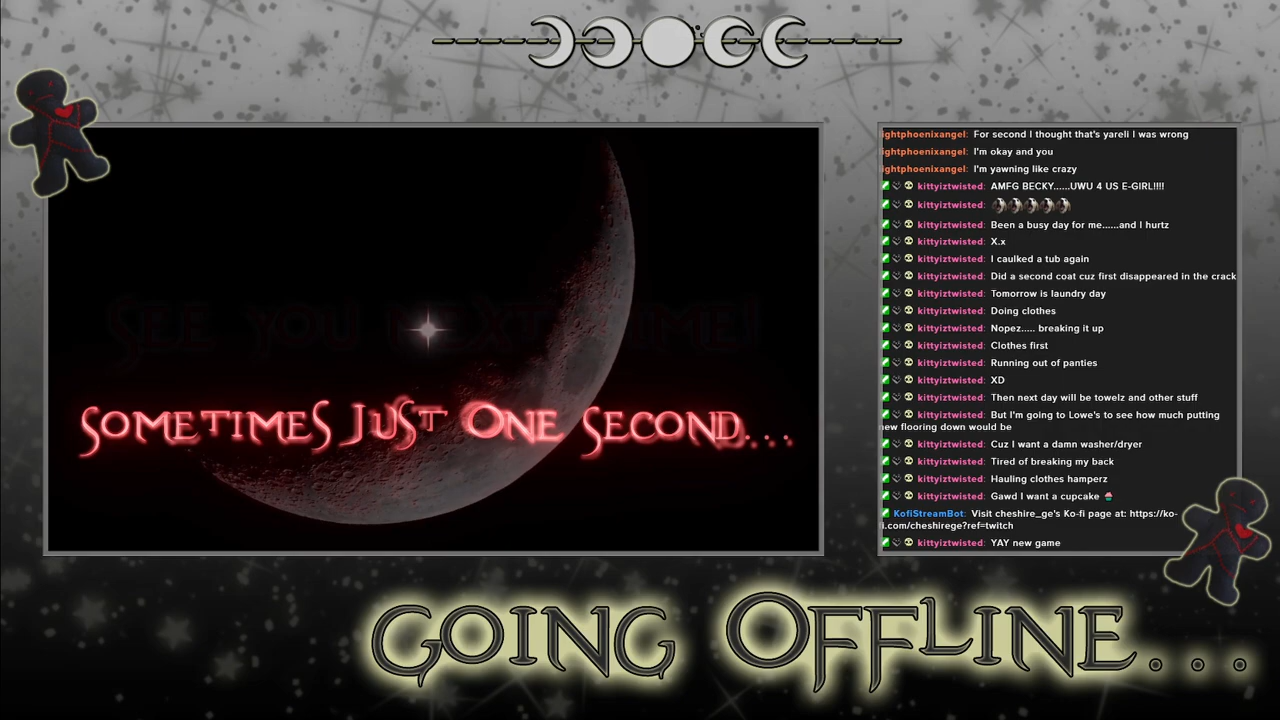 SEE YOU NEXT TIME!
SOMETIMES JUST ONE SECOND...
ightphoenixangel: For second I thought that's yareli I was wrong
ightphoenixangel: I'm okay and you
ightphoenixangel: I'm yawning like crazy
kittyiztwisted: AMFG BECKY......UWU 4 US E-GIRL!!!!
kittyiztwisted:
kittyiztwisted: Been a busy day for me......and I hurtz
kittyiztwisted: X.x
kittyiztwisted: I caulked a tub again
kittyiztwisted: Did a second coat cuz first disappeared in the crack
kittyiztwisted: Tomorrow is laundry day
kittyiztwisted: Doing clothes
kittyiztwisted: Nopez..... breaking it up
kittyiztwisted: Clothes first
kittyiztwisted: Running out of panties
kittyiztwisted: XD
kittyiztwisted: Then next day will be towelz and other stuff
kittyiztwisted: But I'm going to Lowe's to see how much putting
new flooring down would be
kittyiztwisted: Cuz I want a damn washer/dryer
kittyiztwisted: Tired of breaking my back
kittyiztwisted: Hauling clothes hamperz
kittyiztwisted: Gawd I want a cupcake 🧁
KofiStreamBot: Visit cheshire_ge's Ko-fi page at: https://ko-
fi.com/cheshirege?ref=twitch
kittyiztwisted: YAY new game
GOING OFFLINE...